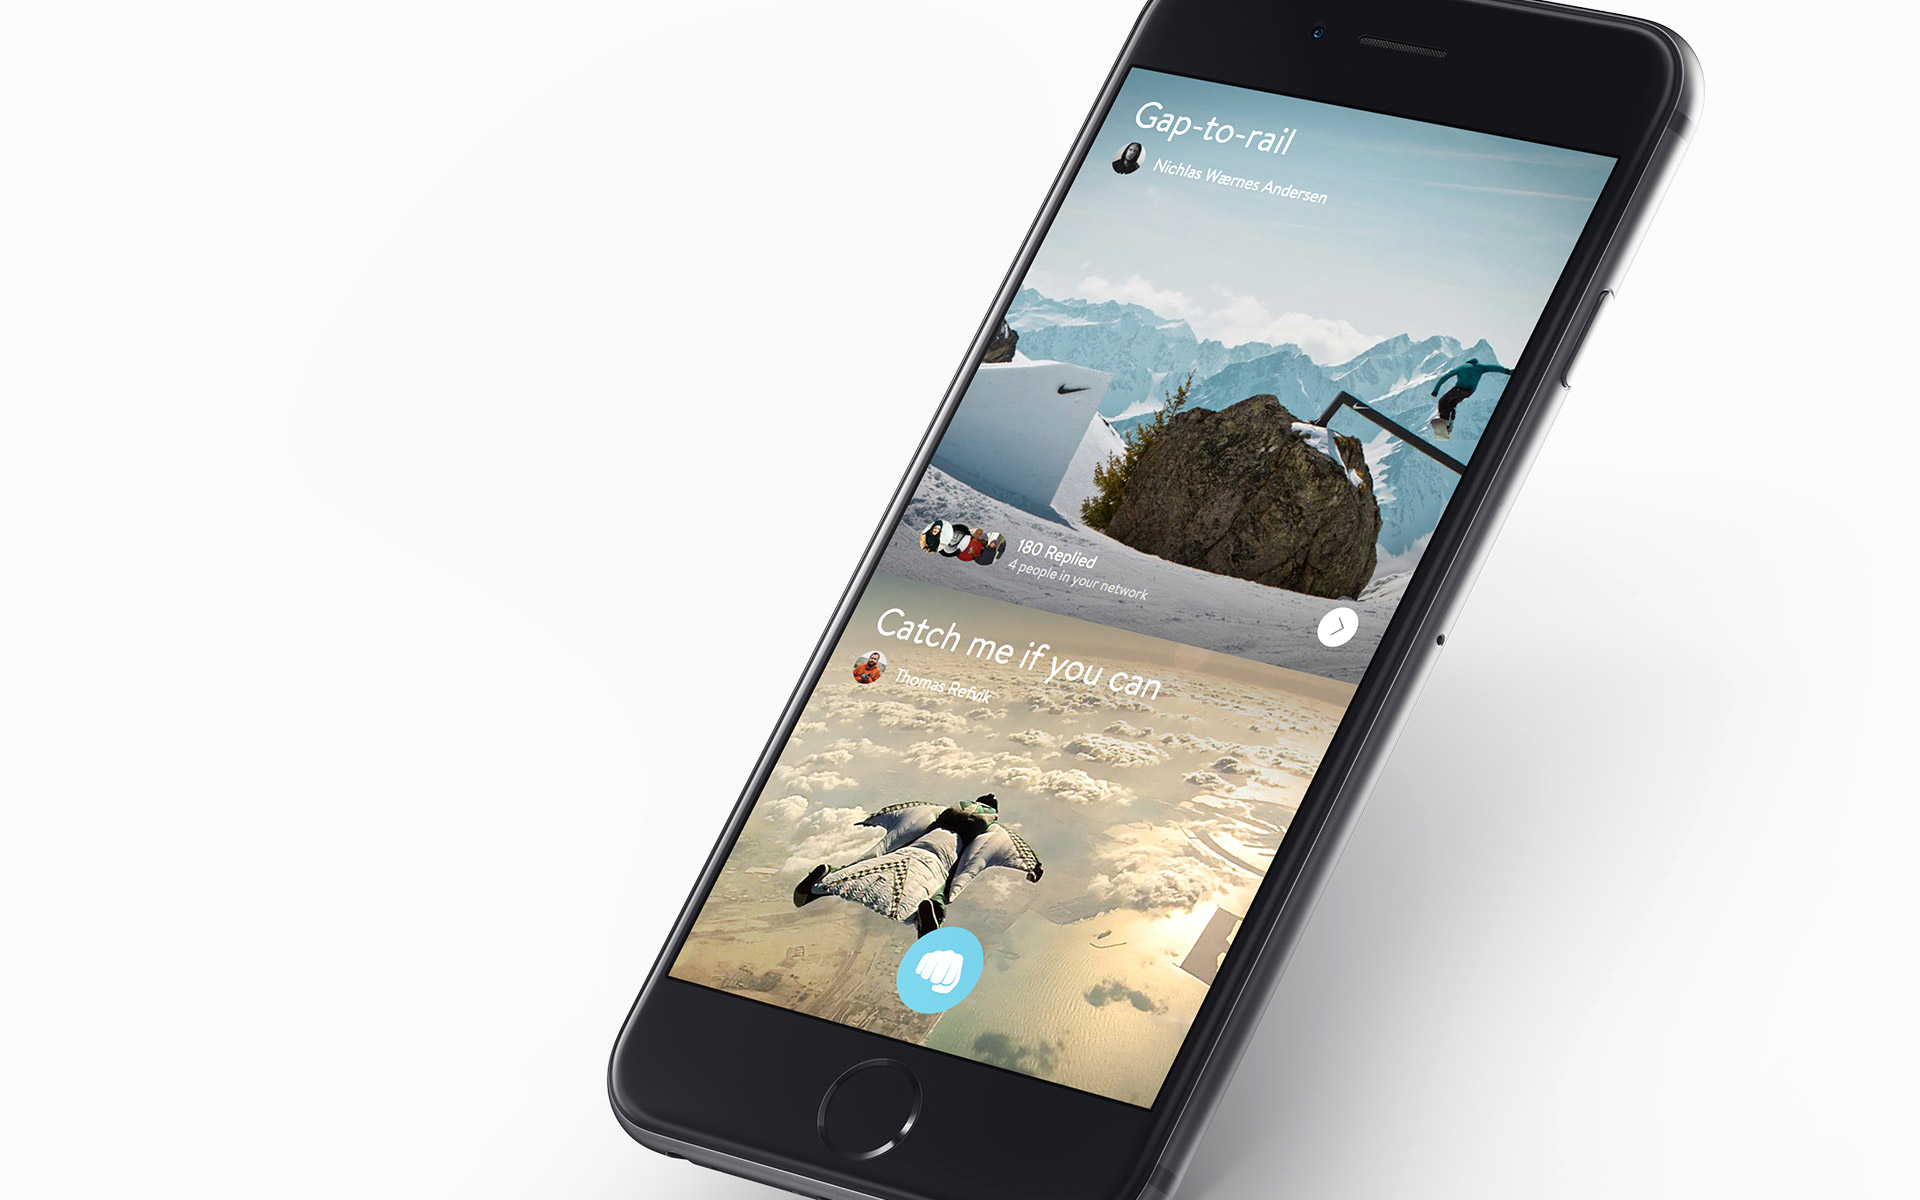 Gap-to-rail
Nichlas Wærnes Andersen
180 Replied
4 people in your network
Catch me if you can
Thomas Refvik